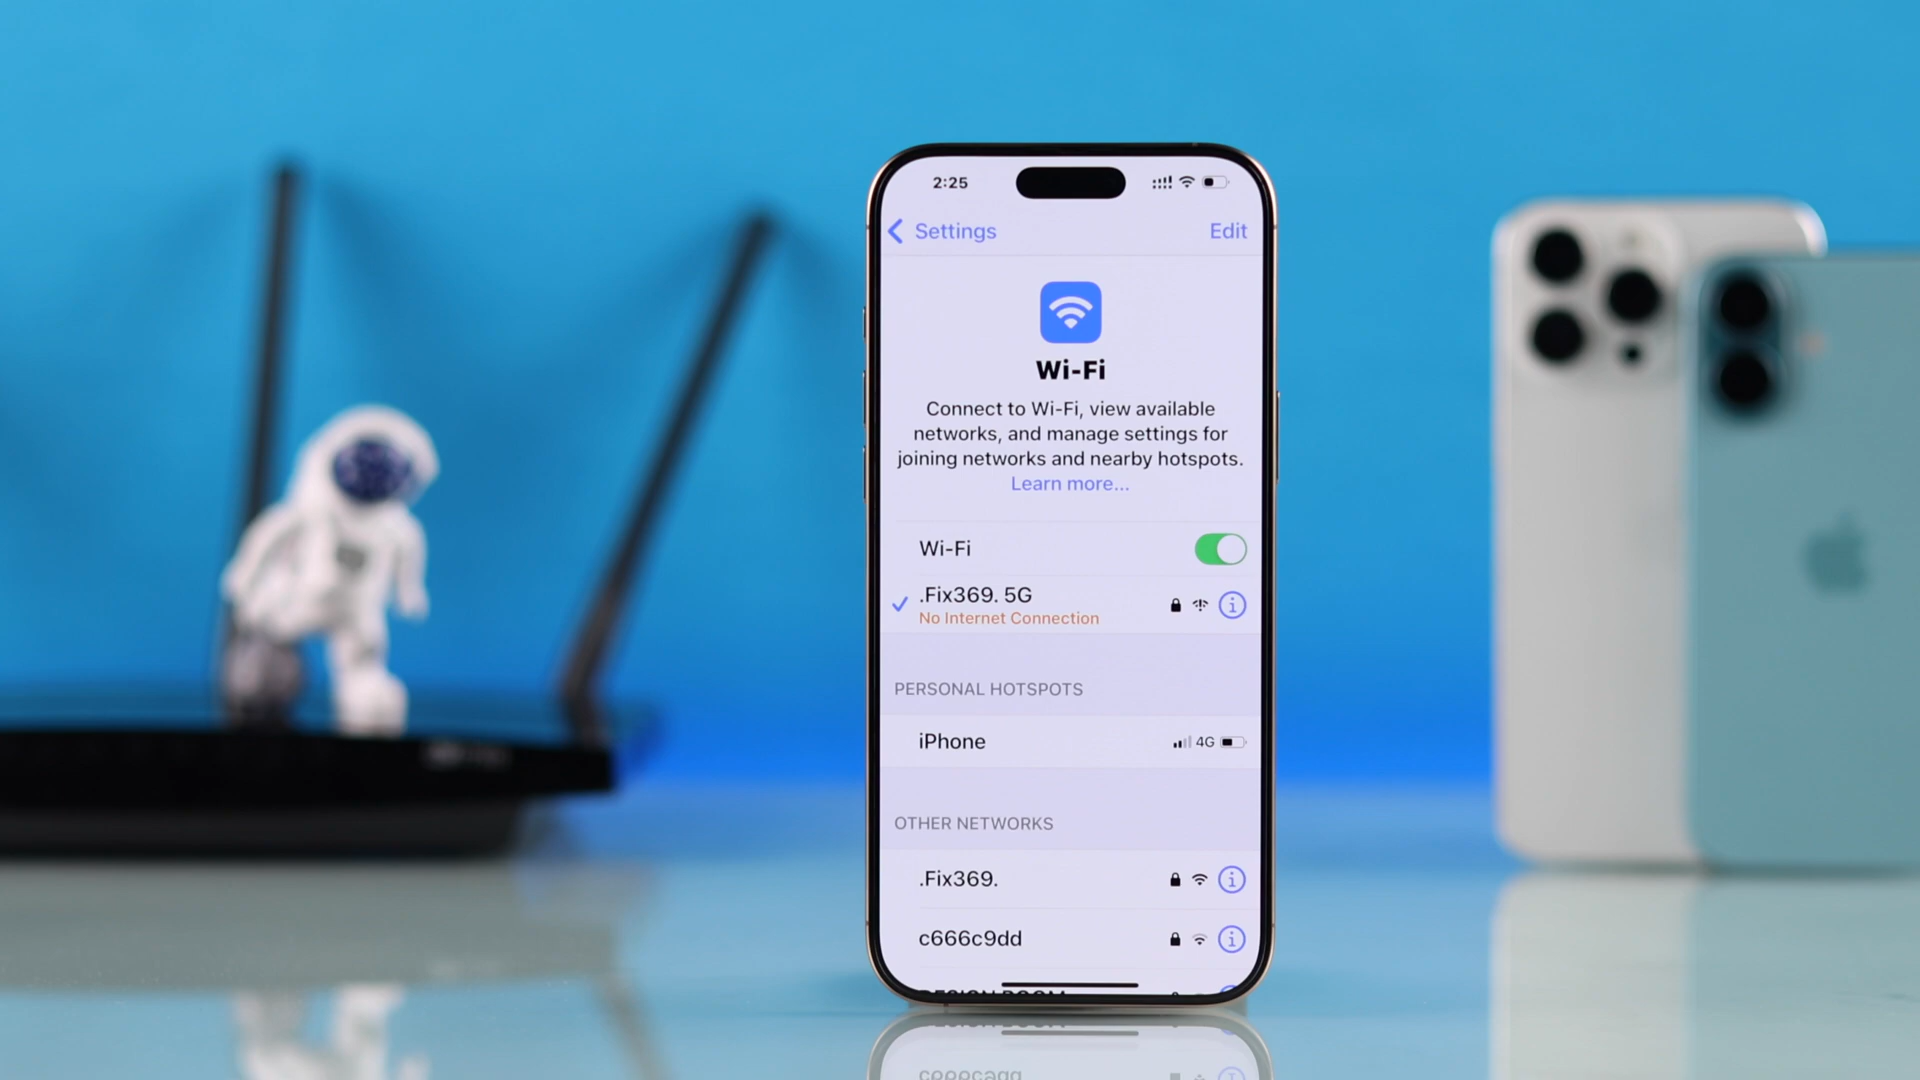 2:25
Settings
Edit
Wi-Fi
Connect to Wi-Fi, view available
networks, and manage settings for
joining networks and nearby hotspots.
Learn more...
Wi-Fi
.Fix369. 5G
No Internet Connection
PERSONAL HOTSPOTS
iPhone
4G
OTHER NETWORKS
.Fix369.
c666c9dd
DESIGN ROOM